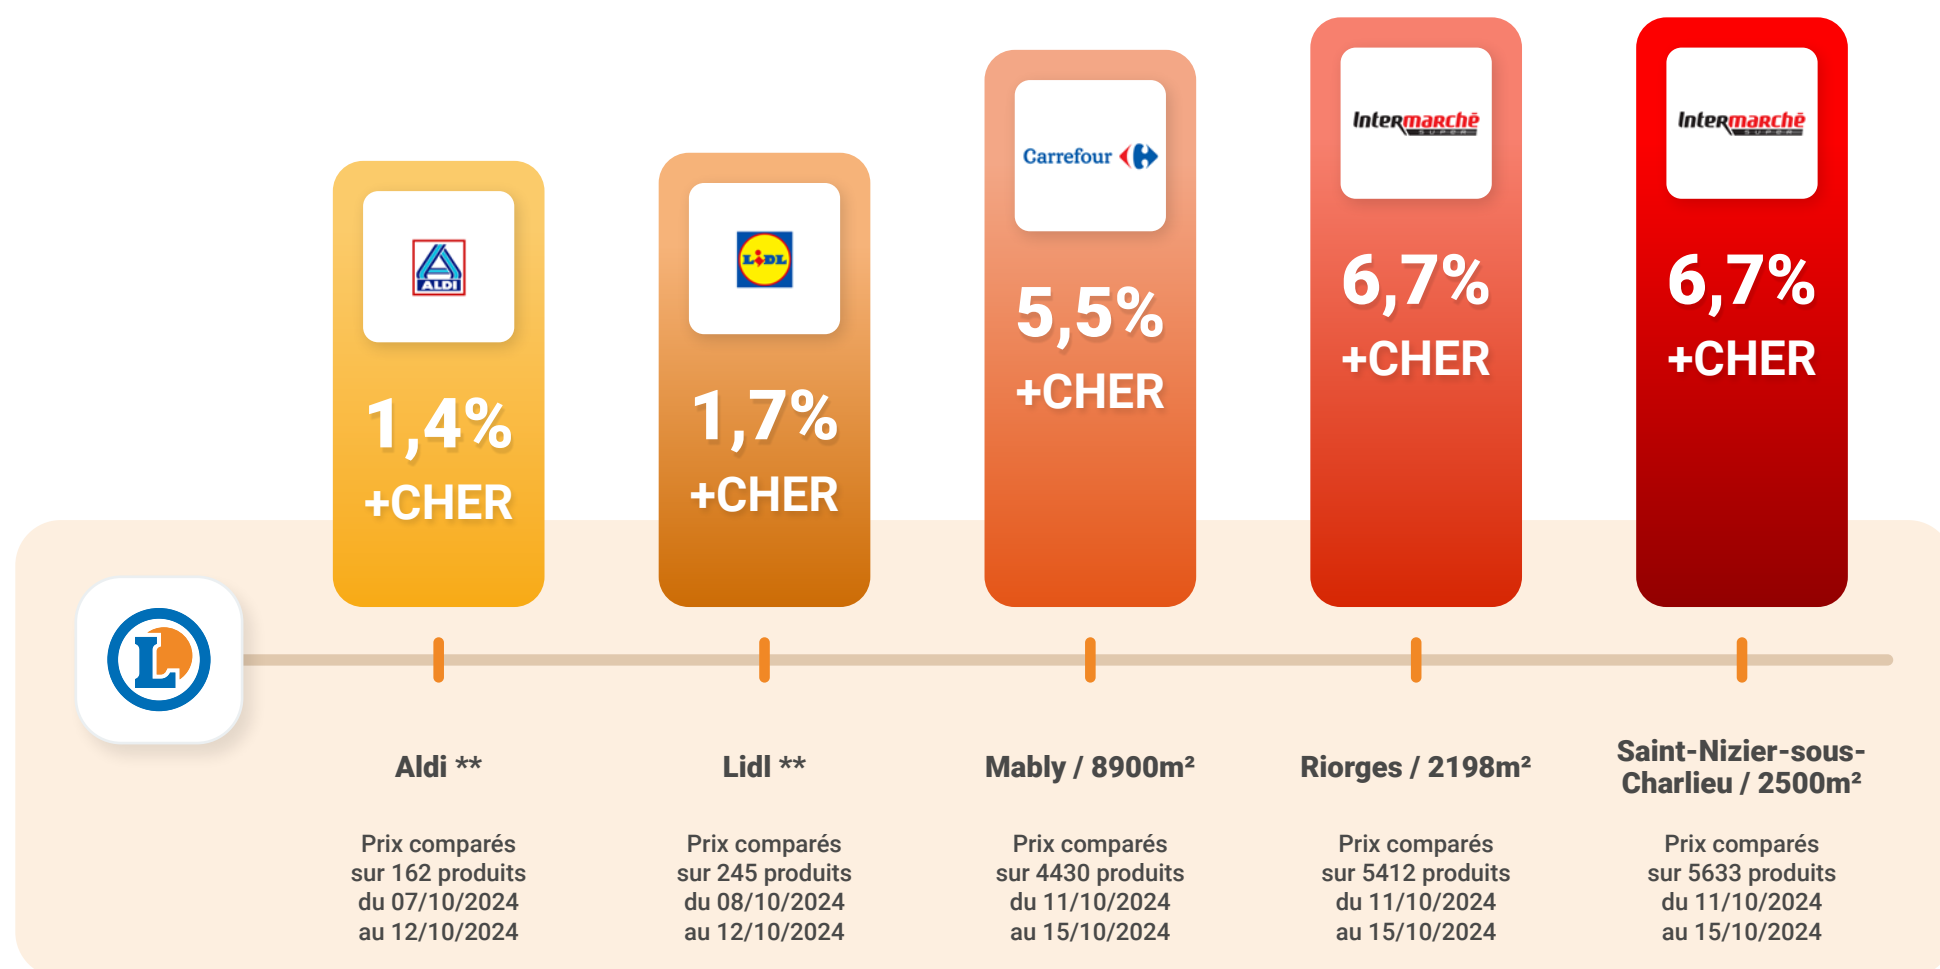 ALDI
1,4%
+CHER
LIDL
1,7%
+CHER
Carrefour
5,5%
+CHER
Intermarché
SUPER
6,7%
+CHER
Intermarché
SUPER
6,7%
+CHER
L
Aldi **
Prix comparés
sur 162 produits
du 07/10/2024
au 12/10/2024
Lidl **
Prix comparés
sur 245 produits
du 08/10/2024
au 12/10/2024
Mably / 8900m²
Prix comparés
sur 4430 produits
du 11/10/2024
au 15/10/2024
Riorges / 2198m²
Prix comparés
sur 5412 produits
du 11/10/2024
au 15/10/2024
Saint-Nizier-sous-
Charlieu / 2500m²
Prix comparés
sur 5633 produits
du 11/10/2024
au 15/10/2024